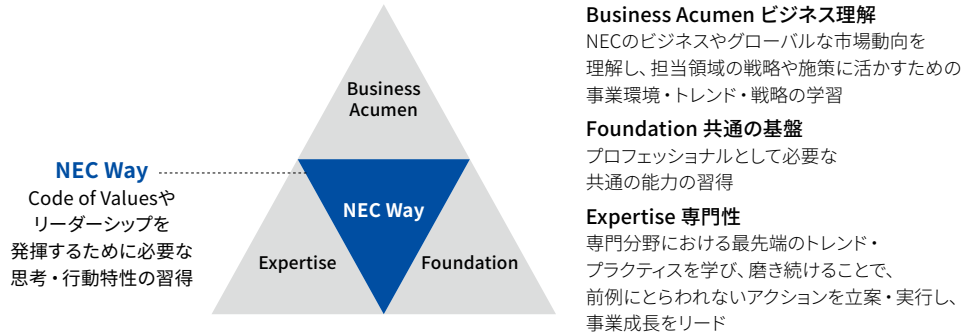 NEC Way
Code of Valuesや
リーダーシップを
発揮するために必要な
思考・行動特性の習得
Business
Acumen
NEC Way
Expertise
Foundation
Business Acumen ビジネス理解
NECのビジネスやグローバルな市場動向を
理解し、担当領域の戦略や施策に活かすための
事業環境・トレンド・戦略の学習
Foundation 共通の基盤
プロフェッショナルとして必要な
共通の能力の習得
Expertise 専門性
専門分野における最先端のトレンド・
プラクティスを学び、磨き続けることで、
前例にとらわれないアクションを立案・実行し、
事業成長をリード